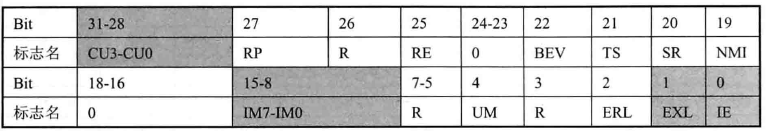 Bit 31-28 27 26 25 24-23 22 21 20 19
标志名 CU3-CU0 RP R RE 0 BEV TS SR NMI
Bit 18-16 15-8 7-5 4 3 2 1 0
标志名 0 IM7-IM0 R UM R ERL EXL IE